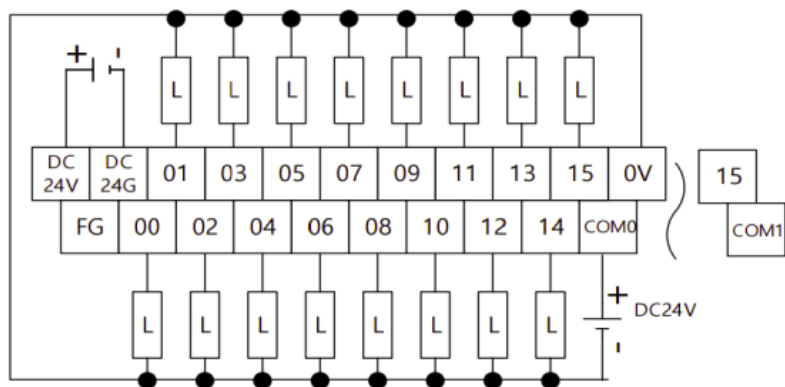 + -
L L L L L L L L
DC 24V DC 24G 01 03 05 07 09 11 13 15 0V 15
FG 00 02 04 06 08 10 12 14 COM0 COM1
L L L L L L L L + DC24V
-